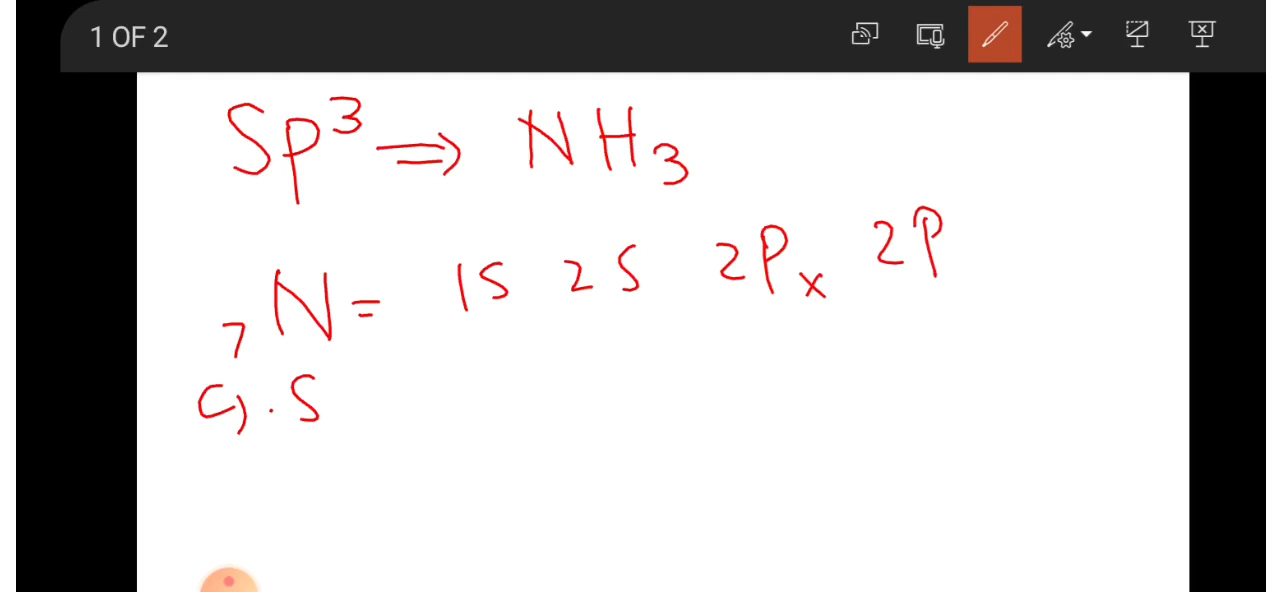 1 OF 2
Sp³ ⇒ NH₃
₇N = 1S 2S 2Pₓ 2P
G.S